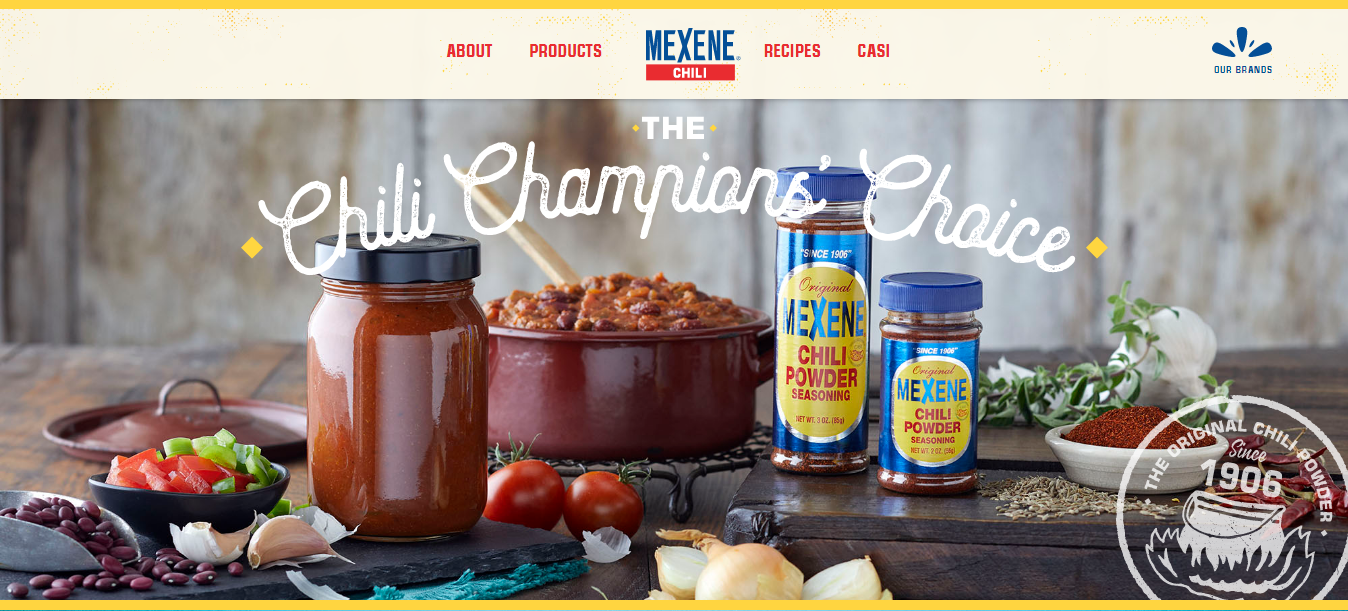 ABOUT
PRODUCTS
MEXENE®
CHILI
RECIPES
CASI
OUR BRANDS
THE
Chili Champions' Choice
"SINCE 1906"
Original
MEXENE
CHILI
POWDER
SEASONING
NET WT. 3 OZ. (85g)
"SINCE 1906"
Original
MEXENE
CHILI
POWDER
SEASONING
NET WT. 2 OZ. (56g)
THE ORIGINAL CHILI POWDER
Since
1906